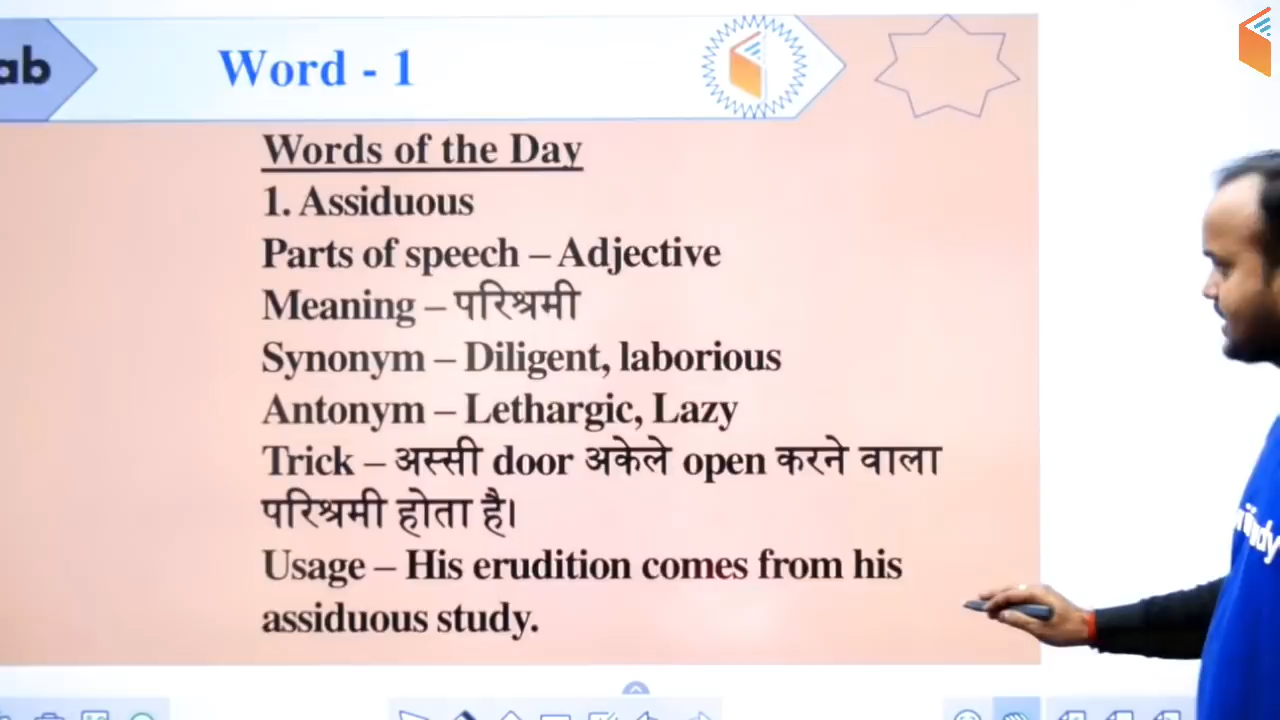 ab
Word - 1
Words of the Day
1. Assiduous
Parts of speech – Adjective
Meaning – परिश्रमी
Synonym – Diligent, laborious
Antonym – Lethargic, Lazy
Trick – अस्सी door अकेले open करने वाला
परिश्रमी होता है।
Usage – His erudition comes from his
assiduous study.